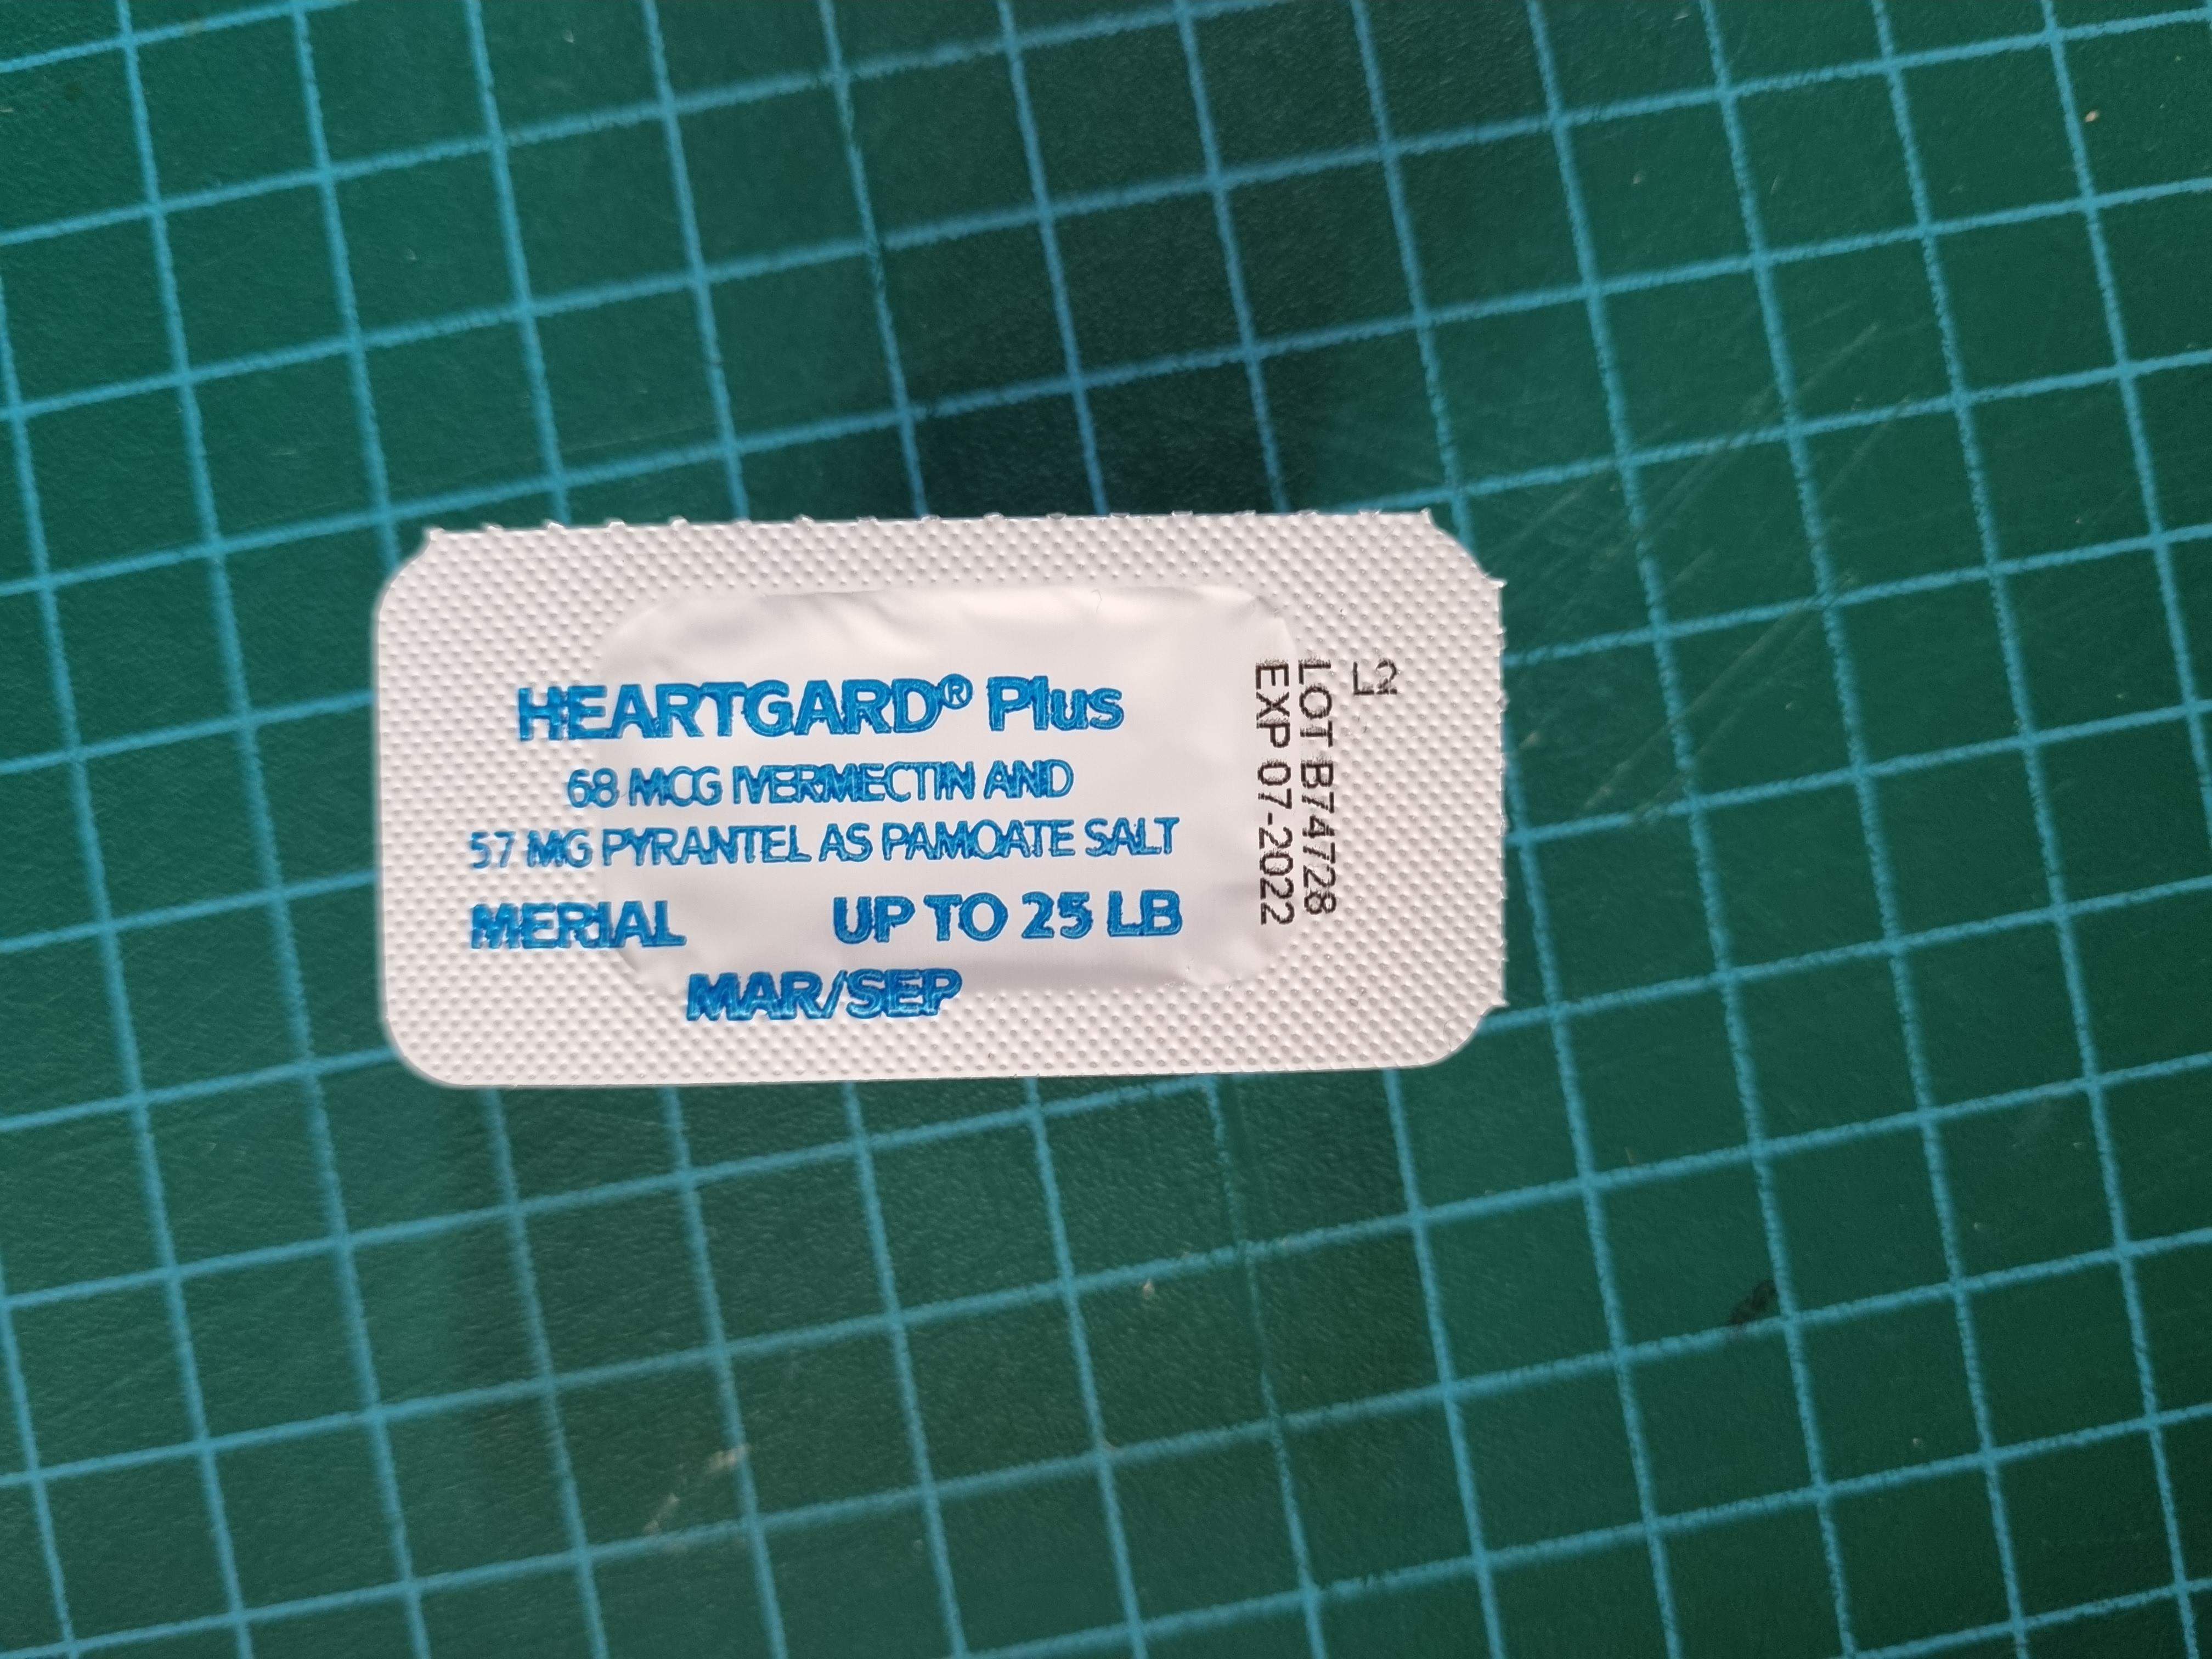 HEARTGARD® Plus
68 MCG IVERMECTIN AND
57 MG PYRANTEL AS PAMOATE SALT
MERIAL UP TO 25 LB
MAR/SEP
L2
LOT B74728
EXP 07-2022